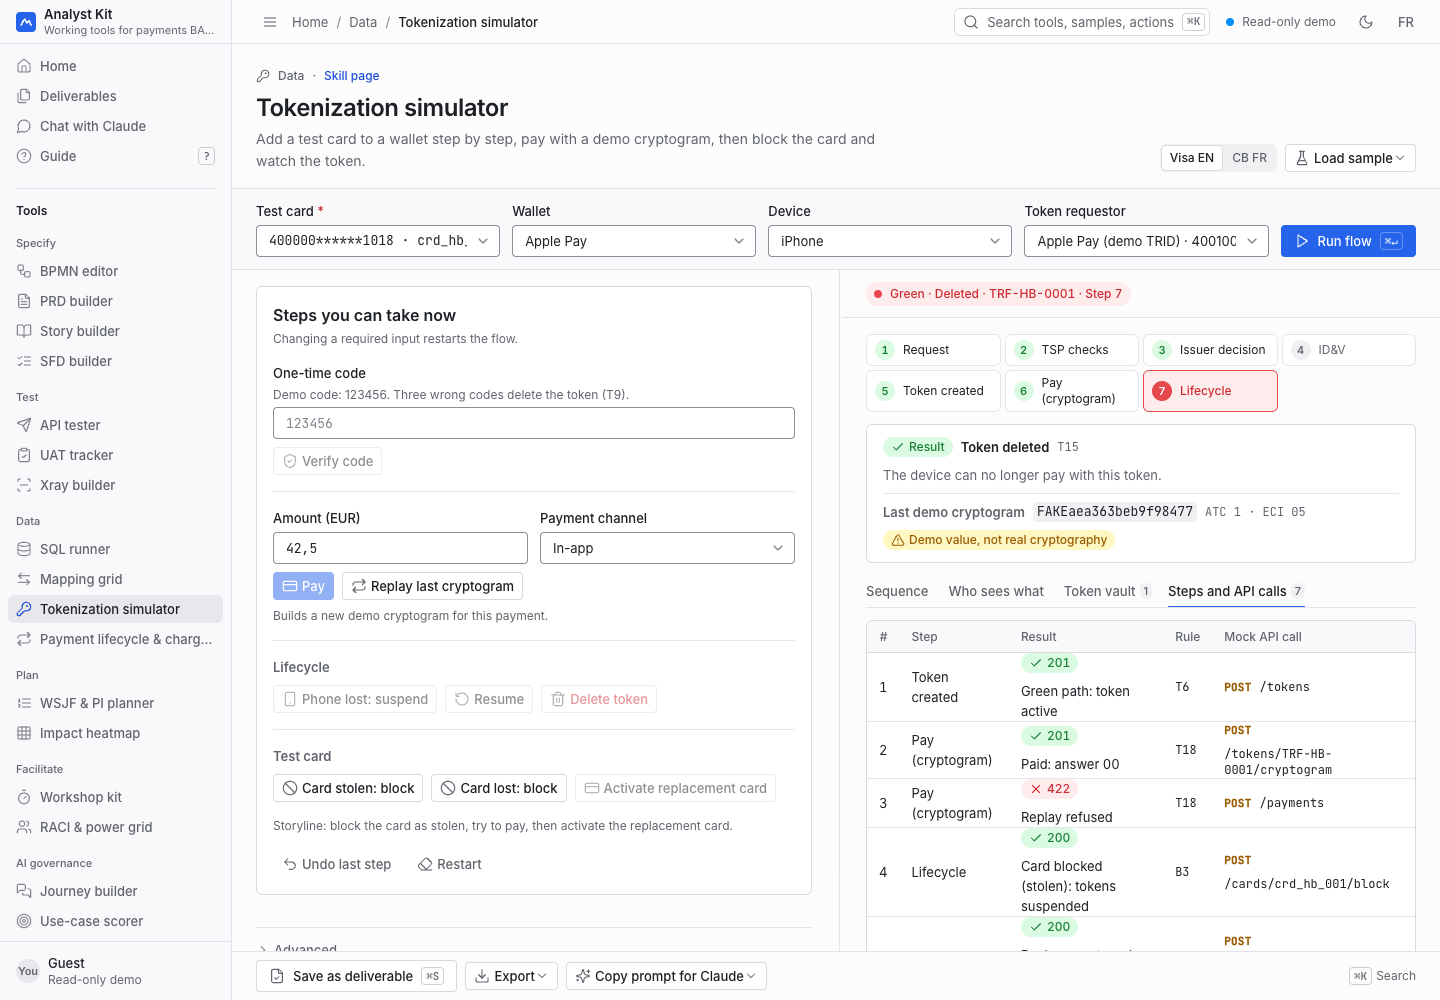 Analyst Kit
Working tools for payments BA...
Home
Deliverables
Chat with Claude
Guide
?
Tools
Specify
BPMN editor
PRD builder
Story builder
SFD builder
Test
API tester
UAT tracker
Xray builder
Data
SQL runner
Mapping grid
Tokenization simulator
Payment lifecycle & charg...
Plan
WSJF & PI planner
Impact heatmap
Facilitate
Workshop kit
RACI & power grid
AI governance
Journey builder
Use-case scorer
You
Guest
Read-only demo
Home / Data / Tokenization simulator
Search tools, samples, actions ⌘K
Read-only demo
FR
Data · Skill page
Tokenization simulator
Add a test card to a wallet step by step, pay with a demo cryptogram, then block the card and
watch the token.
Visa EN
CB FR
Load sample
Test card *
400000******1018 · crd_hb_
Wallet
Apple Pay
Device
iPhone
Token requestor
Apple Pay (demo TRID) · 40010
Run flow ⌘↵
Steps you can take now
Changing a required input restarts the flow.
One-time code
Demo code: 123456. Three wrong codes delete the token (T9).
123456
Verify code
Amount (EUR)
42,5
Payment channel
In-app
Pay
Replay last cryptogram
Builds a new demo cryptogram for this payment.
Lifecycle
Phone lost: suspend
Resume
Delete token
Test card
Card stolen: block
Card lost: block
Activate replacement card
Storyline: block the card as stolen, try to pay, then activate the replacement card.
Undo last step
Restart
Advanced
Green · Deleted · TRF-HB-0001 · Step 7
1 Request
2 TSP checks
3 Issuer decision
4 ID&V
5 Token created
6 Pay
(cryptogram)
7 Lifecycle
Result Token deleted T15
The device can no longer pay with this token.
Last demo cryptogram FAKEaea363beb9f98477 ATC 1 · ECI 05
Demo value, not real cryptography
Sequence
Who sees what
Token vault 1
Steps and API calls 7
# Step Result Rule Mock API call
1
Token
created
201
Green path: token
active
T6
POST /tokens
2
Pay
(cryptogram)
201
Paid: answer 00
T18
POST
/tokens/TRF-HB-
0001/cryptogram
3
Pay
(cryptogram)
422
Replay refused
T18
POST /payments
4
Lifecycle
200
Card blocked
(stolen): tokens
suspended
B3
POST
/cards/crd_hb_001/block
200
POST
Save as deliverable ⌘S
Export
Copy prompt for Claude
⌘K Search